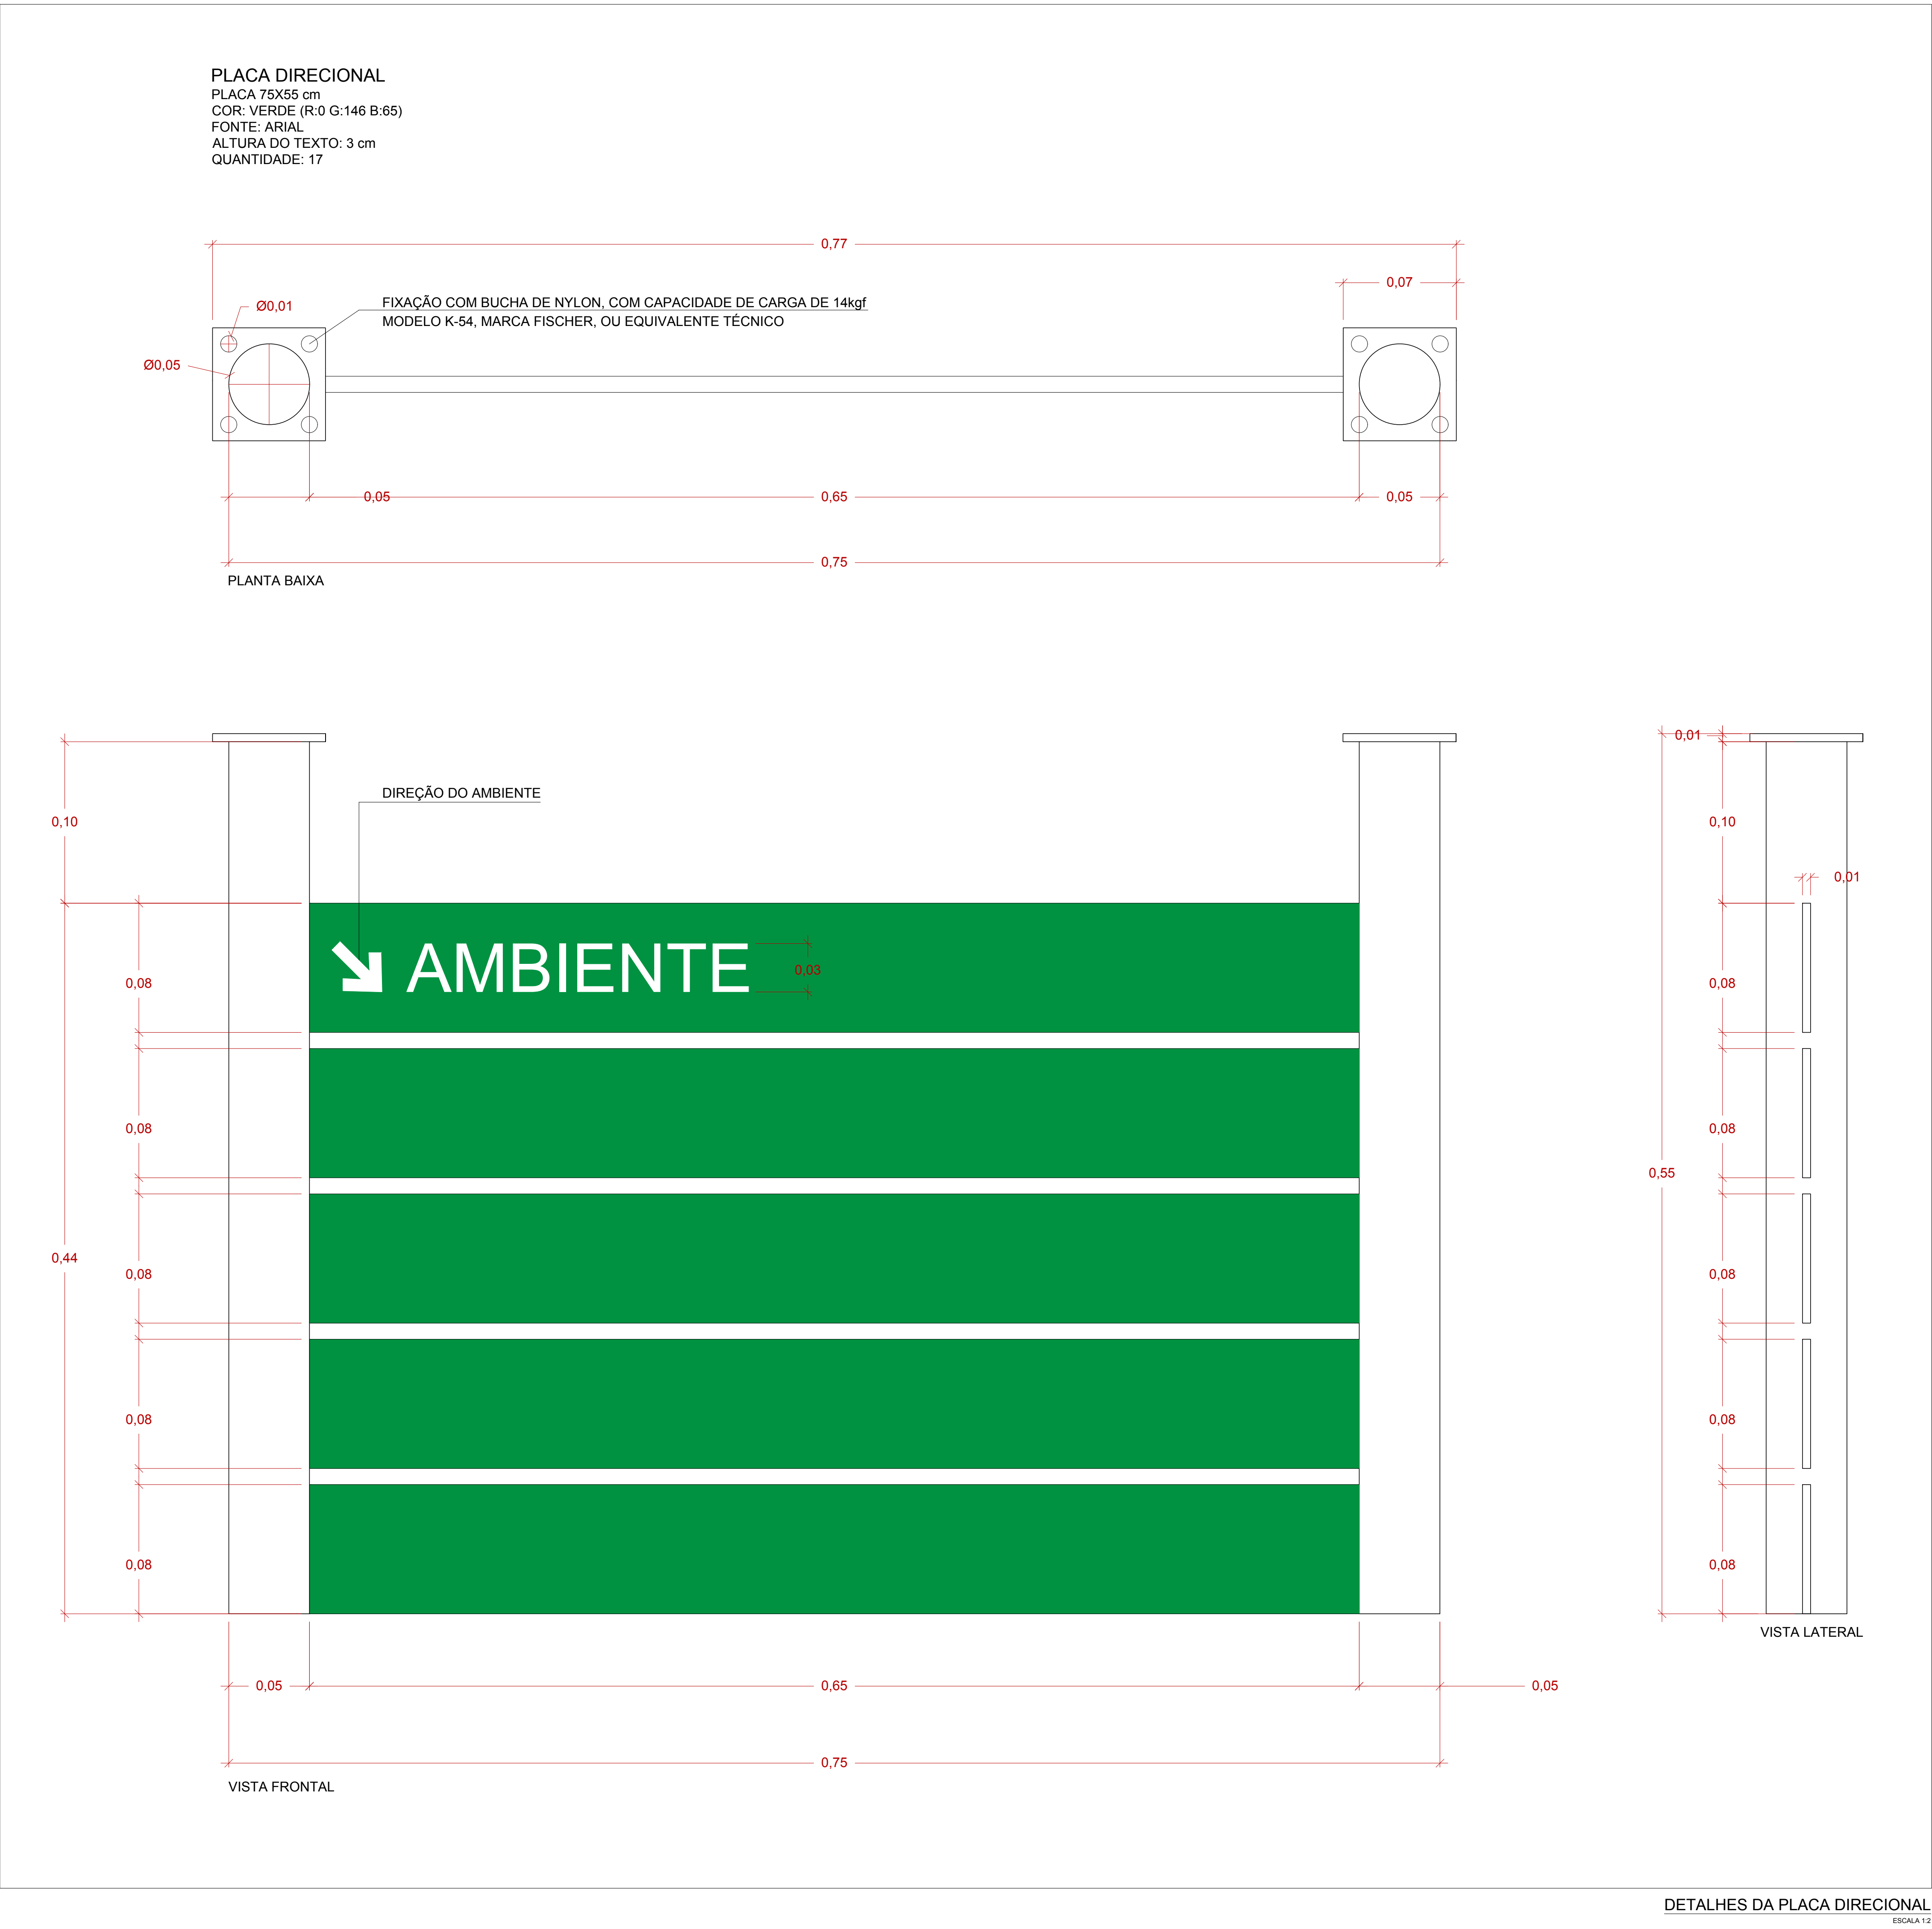 PLACA DIRECIONAL
PLACA 75X55 cm
COR: VERDE (R:0 G:146 B:65)
FONTE: ARIAL
ALTURA DO TEXTO: 3 cm
QUANTIDADE: 17
0,77
0,07
Ø0,01
FIXAÇÃO COM BUCHA DE NYLON, COM CAPACIDADE DE CARGA DE 14kgf
MODELO K-54, MARCA FISCHER, OU EQUIVALENTE TÉCNICO
Ø0,05
0,05
0,65
0,05
0,75
PLANTA BAIXA
DIREÇÃO DO AMBIENTE
0,10
AMBIENTE
0,03
0,08
0,08
0,44
0,08
0,08
0,08
0,05
0,65
0,05
0,75
VISTA FRONTAL
0,01
0,10
0,01
0,08
0,08
0,55
0,08
0,08
0,08
VISTA LATERAL
DETALHES DA PLACA DIRECIONAL
ESCALA 1:2